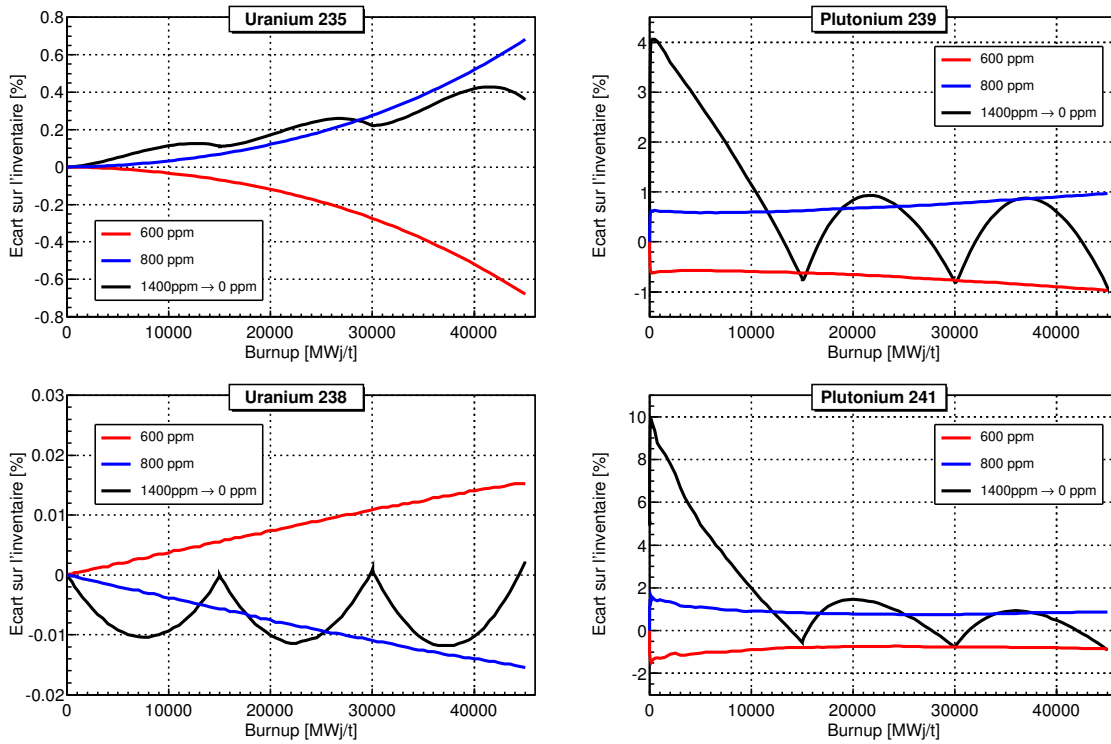 Uranium 235
Ecart sur l'inventaire [%]
0.8
0.6
0.4
0.2
0
-0.2
-0.4
-0.6
-0.8
600 ppm
800 ppm
1400ppm → 0 ppm
0 10000 20000 30000 40000
Burnup [MWj/t]
Plutonium 239
Ecart sur l'inventaire [%]
4
3
2
1
0
-1
600 ppm
800 ppm
1400ppm → 0 ppm
0 10000 20000 30000 40000
Burnup [MWj/t]
Uranium 238
Ecart sur l'inventaire [%]
0.03
0.02
0.01
0
-0.01
-0.02
600 ppm
800 ppm
1400ppm → 0 ppm
0 10000 20000 30000 40000
Burnup [MWj/t]
Plutonium 241
Ecart sur l'inventaire [%]
10
8
6
4
2
0
-2
600 ppm
800 ppm
1400ppm → 0 ppm
0 10000 20000 30000 40000
Burnup [MWj/t]